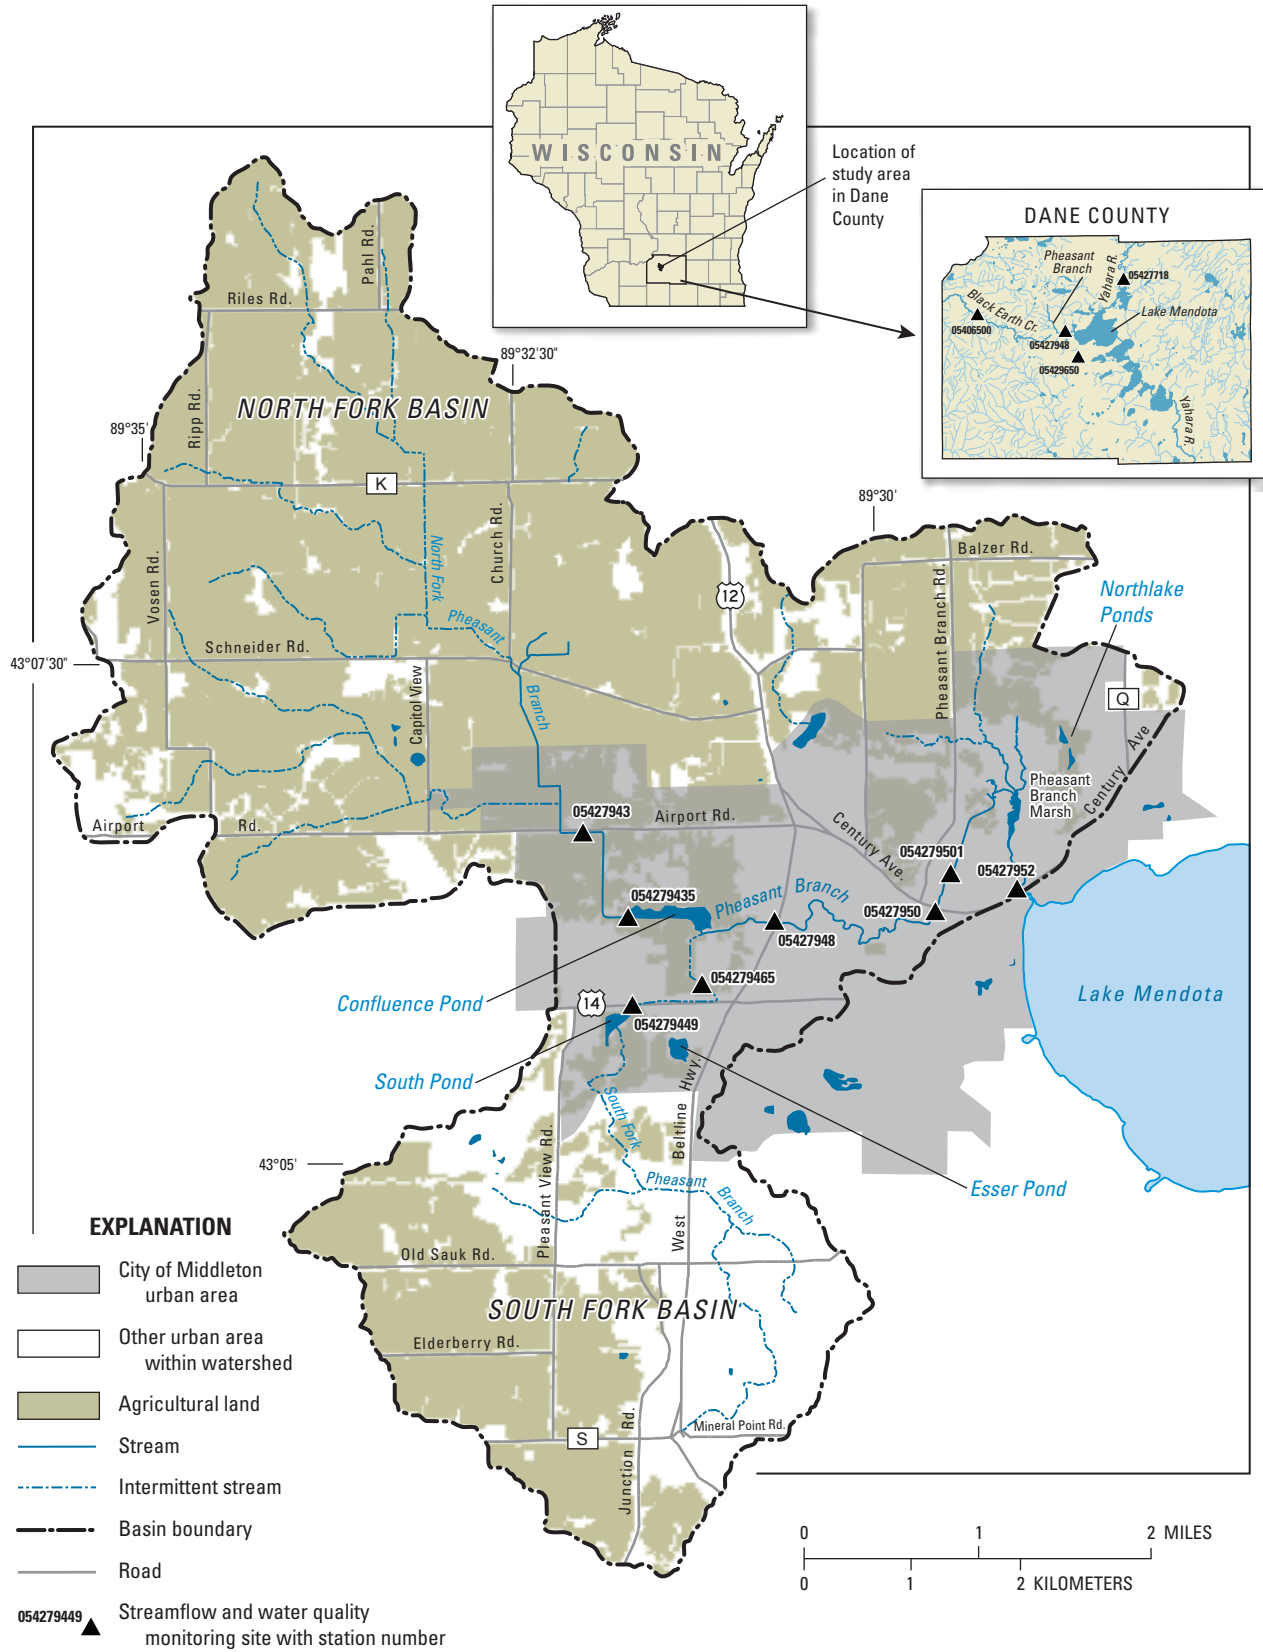 WISCONSIN
Location of
study area
in Dane
County
DANE COUNTY
Pheasant
Branch
Yahara R.
05427718
Black Earth Cr.
Lake Mendota
05406500
05427948
05429650
Yahara R.
Pahl Rd.
Riles Rd.
89°32'30"
NORTH FORK BASIN
Ripp Rd.
89°35'
K
89°30'
Church Rd.
Balzer Rd.
Vosen Rd.
North Fork
12
Pheasant Branch Rd.
Northlake
Ponds
Pheasant
Schneider Rd.
43°07'30"
Branch
Capitol View
Q
Century Ave
Pheasant
Branch
Marsh
05427943
Airport
Rd.
Airport Rd.
Century Ave.
054279501
05427952
054279435
Pheasant Branch
05427950
05427948
054279465
Confluence Pond
14
Lake Mendota
054279449
South Pond
Hwy.
South Fork
Beltline
43°05'
Pleasant View Rd.
Pheasant
Branch
Esser Pond
West
Old Sauk Rd.
SOUTH FORK BASIN
Elderberry Rd.
Mineral Point Rd.
S
Junction Rd.
EXPLANATION
City of Middleton
urban area
Other urban area
within watershed
Agricultural land
Stream
Intermittent stream
Basin boundary
Road
054279449
Streamflow and water quality
monitoring site with station number
0 1 2 MILES
0 1 2 KILOMETERS